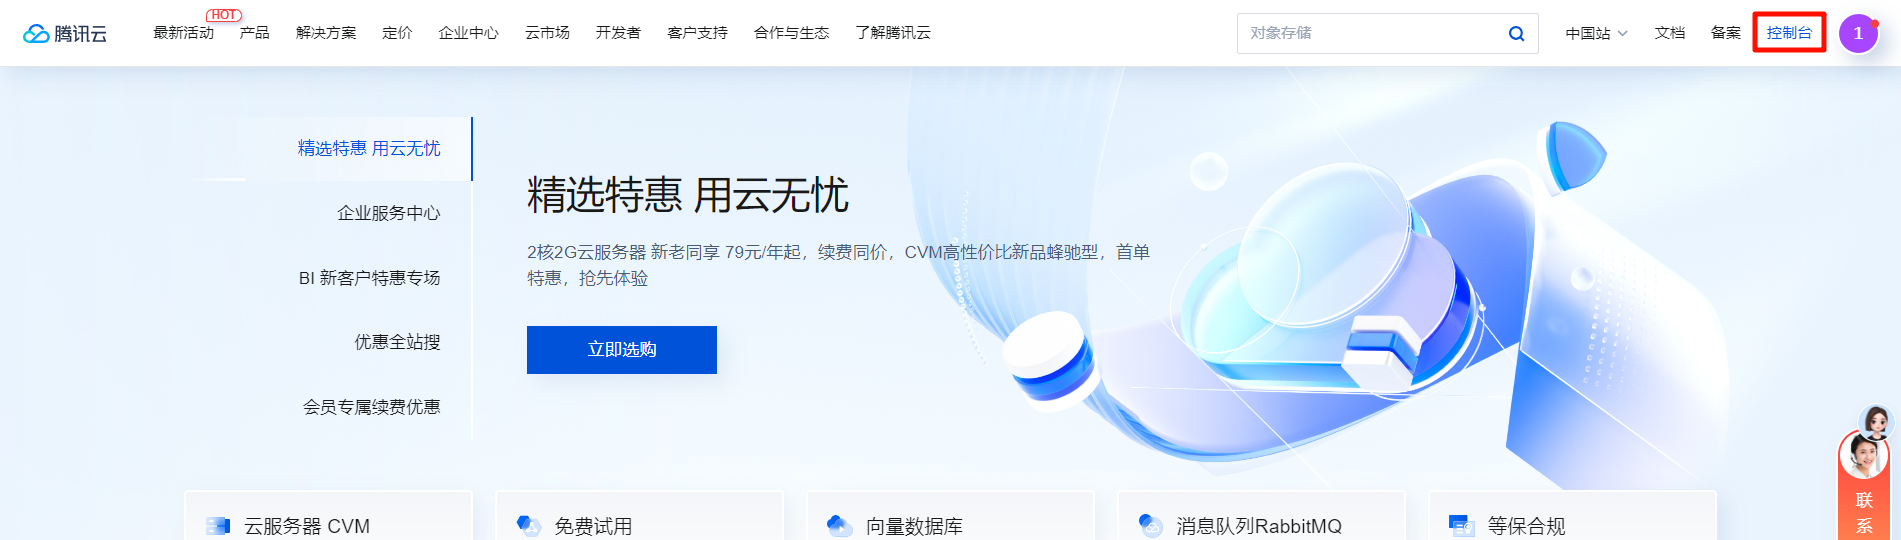 腾讯云
最新活动
HOT
产品
解决方案
定价
企业中心
云市场
开发者
客户支持
合作与生态
了解腾讯云
对象存储
中国站
文档
备案
控制台
1
精选特惠 用云无忧
企业服务中心
BI 新客户特惠专场
优惠全站搜
会员专属续费优惠
精选特惠 用云无忧
2核2G云服务器 新老同享 79元/年起，续费同价，CVM高性价比新品蜂驰型，首单
特惠，抢先体验
立即选购
云服务器 CVM
免费试用
向量数据库
消息队列RabbitMQ
等保合规
联
系